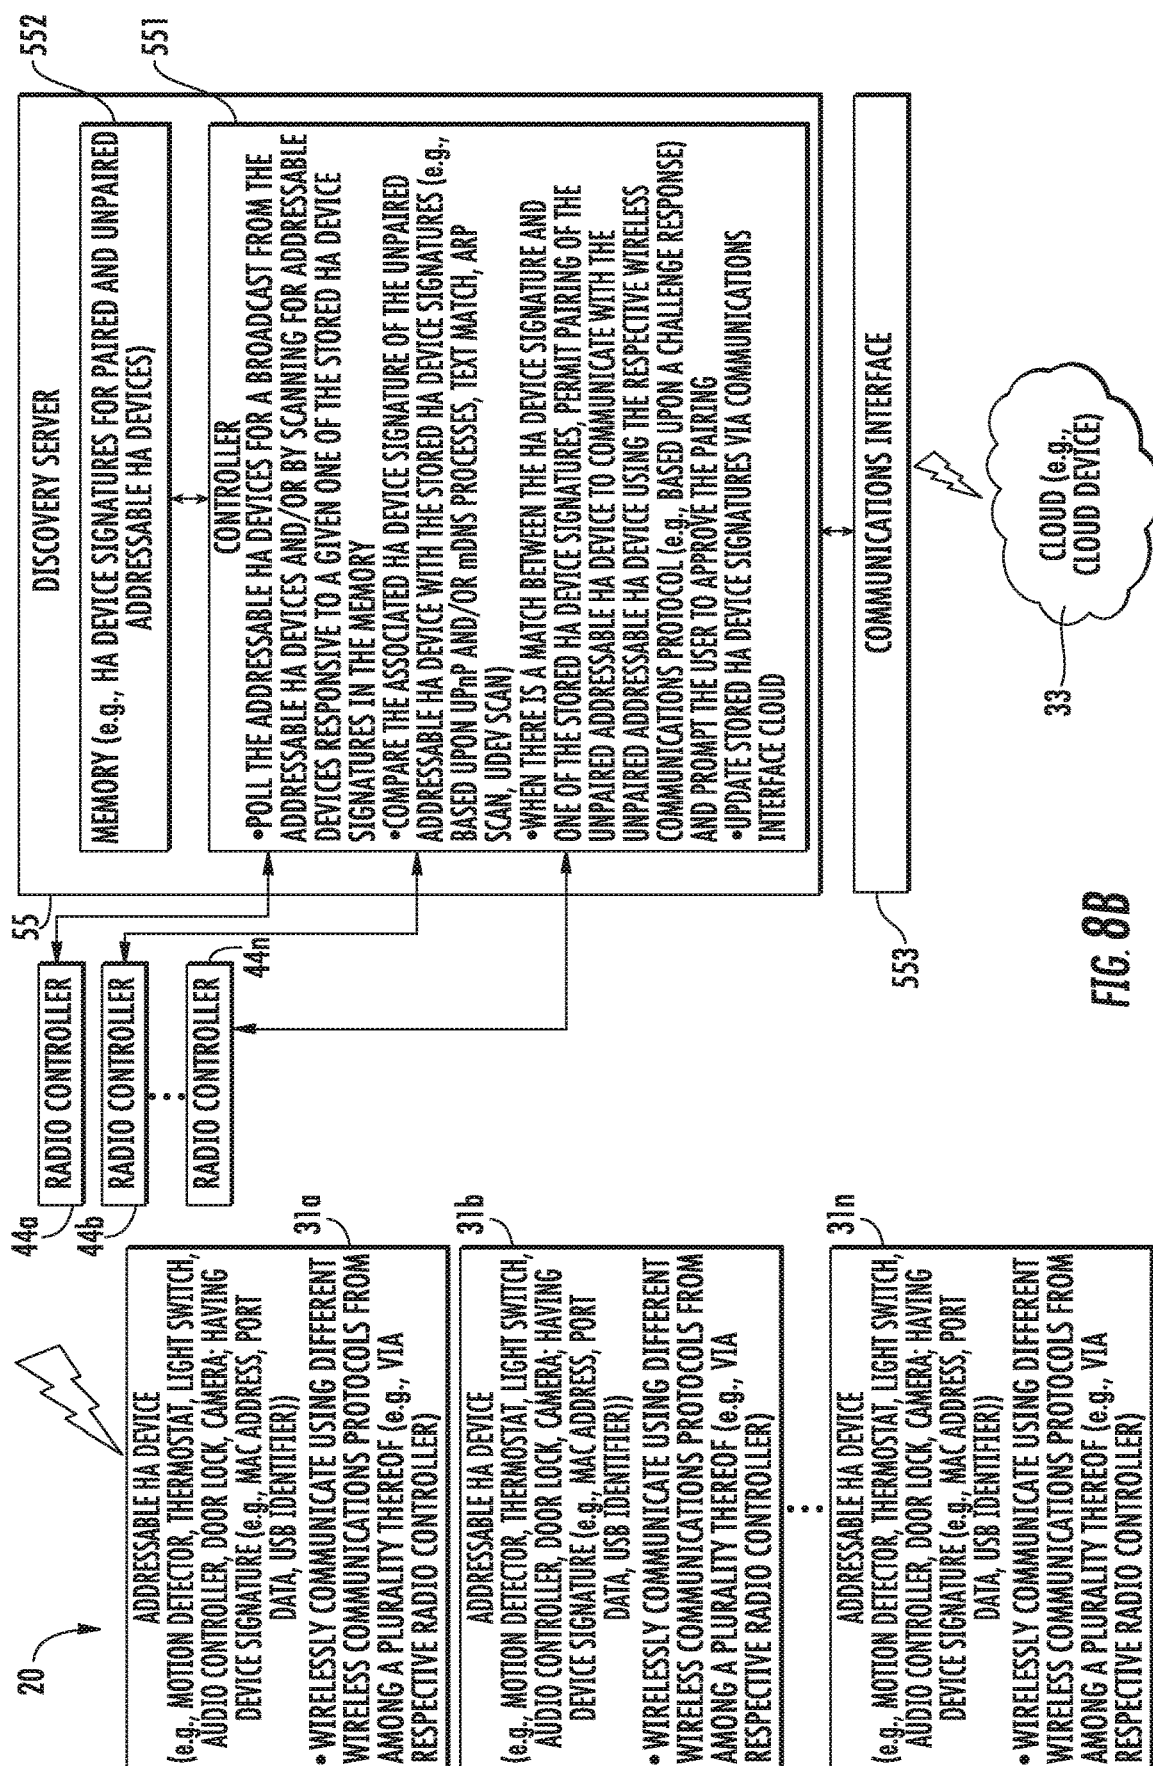 20
ADDRESSABLE HA DEVICE
(e.g., MOTION DETECTOR, THERMOSTAT, LIGHT SWITCH,
AUDIO CONTROLLER, DOOR LOCK, CAMERA; HAVING
DEVICE SIGNATURE (e.g., MAC ADDRESS, PORT
DATA, USB IDENTIFIER))
• WIRELESSLY COMMUNICATE USING DIFFERENT
WIRELESS COMMUNICATIONS PROTOCOLS FROM
AMONG A PLURALITY THEREOF (e.g., VIA
RESPECTIVE RADIO CONTROLLER)
31a
ADDRESSABLE HA DEVICE
(e.g., MOTION DETECTOR, THERMOSTAT, LIGHT SWITCH,
AUDIO CONTROLLER, DOOR LOCK, CAMERA; HAVING
DEVICE SIGNATURE (e.g., MAC ADDRESS, PORT
DATA, USB IDENTIFIER))
• WIRELESSLY COMMUNICATE USING DIFFERENT
WIRELESS COMMUNICATIONS PROTOCOLS FROM
AMONG A PLURALITY THEREOF (e.g., VIA
RESPECTIVE RADIO CONTROLLER)
31b
ADDRESSABLE HA DEVICE
(e.g., MOTION DETECTOR, THERMOSTAT, LIGHT SWITCH,
AUDIO CONTROLLER, DOOR LOCK, CAMERA; HAVING
DEVICE SIGNATURE (e.g., MAC ADDRESS, PORT
DATA, USB IDENTIFIER))
• WIRELESSLY COMMUNICATE USING DIFFERENT
WIRELESS COMMUNICATIONS PROTOCOLS FROM
AMONG A PLURALITY THEREOF (e.g., VIA
RESPECTIVE RADIO CONTROLLER)
31n
44a
RADIO CONTROLLER
44b
RADIO CONTROLLER
RADIO CONTROLLER
44n
55
DISCOVERY SERVER
MEMORY (e.g., HA DEVICE SIGNATURES FOR PAIRED AND UNPAIRED
ADDRESSABLE HA DEVICES)
552
CONTROLLER
551
•POLL THE ADDRESSABLE HA DEVICES FOR A BROADCAST FROM THE
ADDRESSABLE HA DEVICES AND/OR BY SCANNING FOR ADDRESSABLE
DEVICES RESPONSIVE TO A GIVEN ONE OF THE STORED HA DEVICE
SIGNATURES IN THE MEMORY
•COMPARE THE ASSOCIATED HA DEVICE SIGNATURE OF THE UNPAIRED
ADDRESSABLE HA DEVICE WITH THE STORED HA DEVICE SIGNATURES (e.g.,
BASED UPON UPnP AND/OR mDNS PROCESSES, TEXT MATCH, ARP
SCAN, UDEV SCAN)
•WHEN THERE IS A MATCH BETWEEN THE HA DEVICE SIGNATURE AND
ONE OF THE STORED HA DEVICE SIGNATURES, PERMIT PAIRING OF THE
UNPAIRED ADDRESSABLE HA DEVICE TO COMMUNICATE WITH THE
UNPAIRED ADDRESSABLE HA DEVICE USING THE RESPECTIVE WIRELESS
COMMUNICATIONS PROTOCOL (e.g., BASED UPON A CHALLENGE RESPONSE)
AND PROMPT THE USER TO APPROVE THE PAIRING
•UPDATE STORED HA DEVICE SIGNATURES VIA COMMUNICATIONS
INTERFACE CLOUD
553
COMMUNICATIONS INTERFACE
33
CLOUD (e.g.,
CLOUD DEVICE)
FIG. 8B